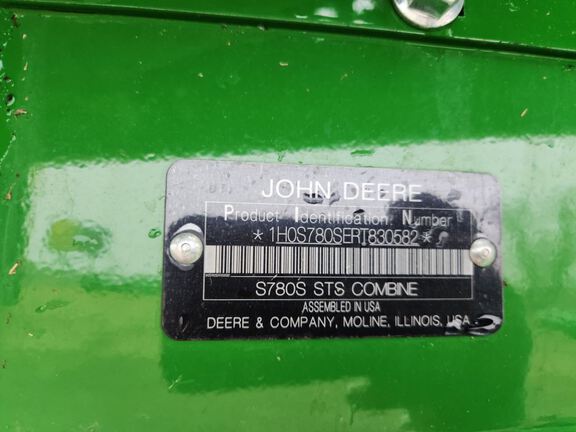 JOHN DEERE
Product Identification Number
*1H0S780SERT830582*
S780S STS COMBINE
ASSEMBLED IN USA
DEERE & COMPANY, MOLINE, ILLINOIS, USA